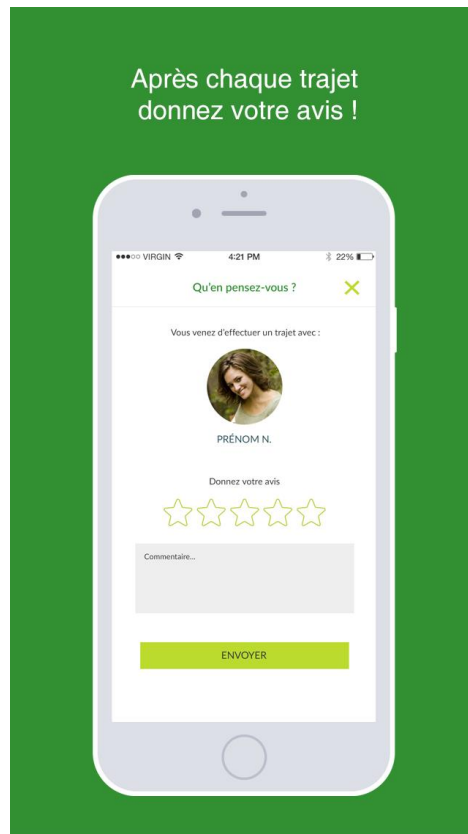 Après chaque trajet
donnez votre avis !
VIRGIN 4:21 PM 22%
Qu'en pensez-vous ?
Vous venez d'effectuer un trajet avec :
PRÉNOM N.
Donnez votre avis
Commentaire...
ENVOYER